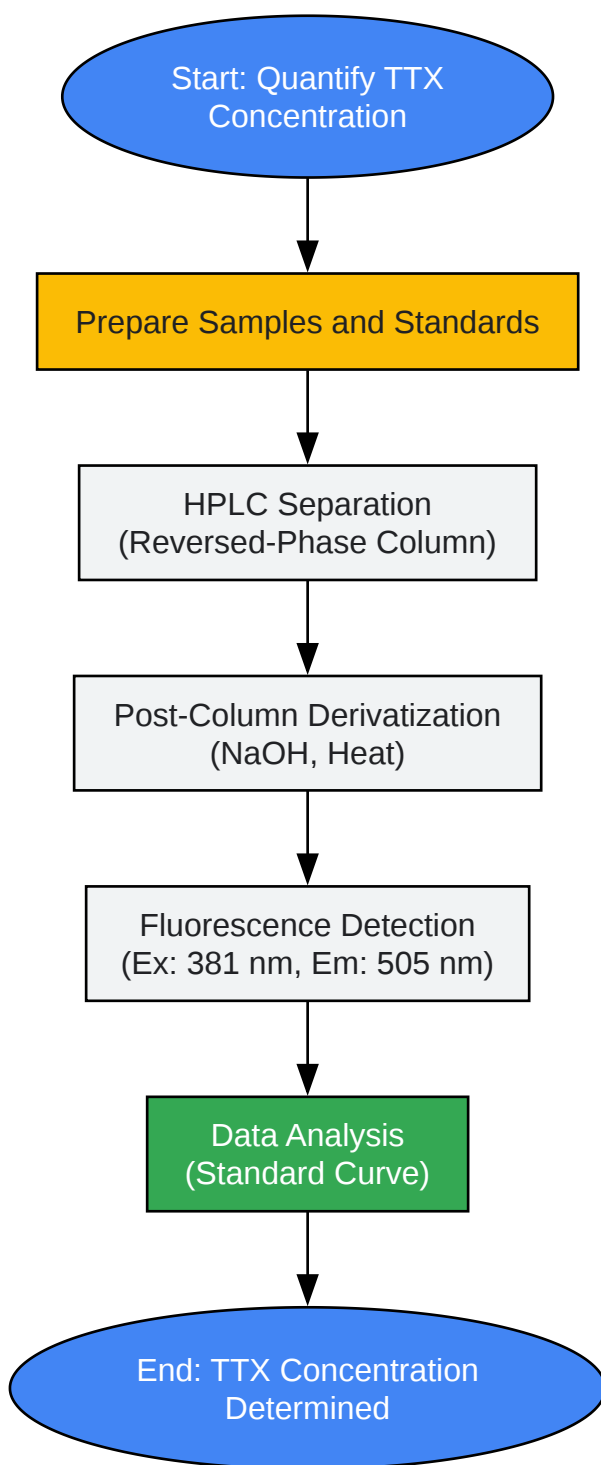 Start: Quantify TTX
Concentration
Prepare Samples and Standards
HPLC Separation
(Reversed-Phase Column)
Post-Column Derivatization
(NaOH, Heat)
Fluorescence Detection
(Ex: 381 nm, Em: 505 nm)
Data Analysis
(Standard Curve)
End: TTX Concentration
Determined